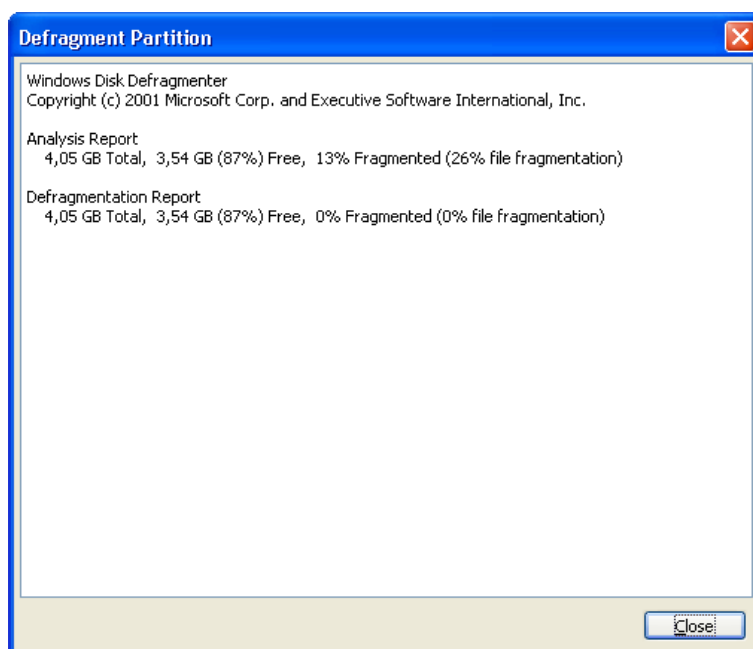 Defragment Partition
Windows Disk Defragmenter
Copyright (c) 2001 Microsoft Corp. and Executive Software International, Inc.
Analysis Report
4,05 GB Total,  3,54 GB (87%) Free,  13% Fragmented (26% file fragmentation)
Defragmentation Report
4,05 GB Total,  3,54 GB (87%) Free,  0% Fragmented (0% file fragmentation)
Close